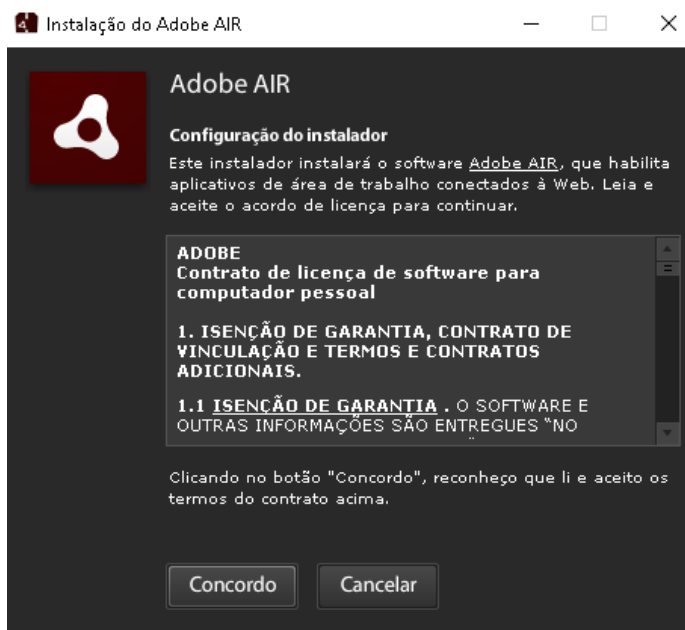 Instalação do Adobe AIR
Adobe AIR
Configuração do instalador
Este instalador instalará o software Adobe AIR, que habilita
aplicativos de área de trabalho conectados à Web. Leia e
aceite o acordo de licença para continuar.
ADOBE
Contrato de licença de software para
computador pessoal
1. ISENÇÃO DE GARANTIA, CONTRATO DE
VINCULAÇÃO E TERMOS E CONTRATOS
ADICIONAIS.
1.1 ISENÇÃO DE GARANTIA . O SOFTWARE E
OUTRAS INFORMAÇÕES SÃO ENTREGUES “NO
Clicando no botão "Concordo", reconheço que li e aceito os
termos do contrato acima.
Concordo
Cancelar